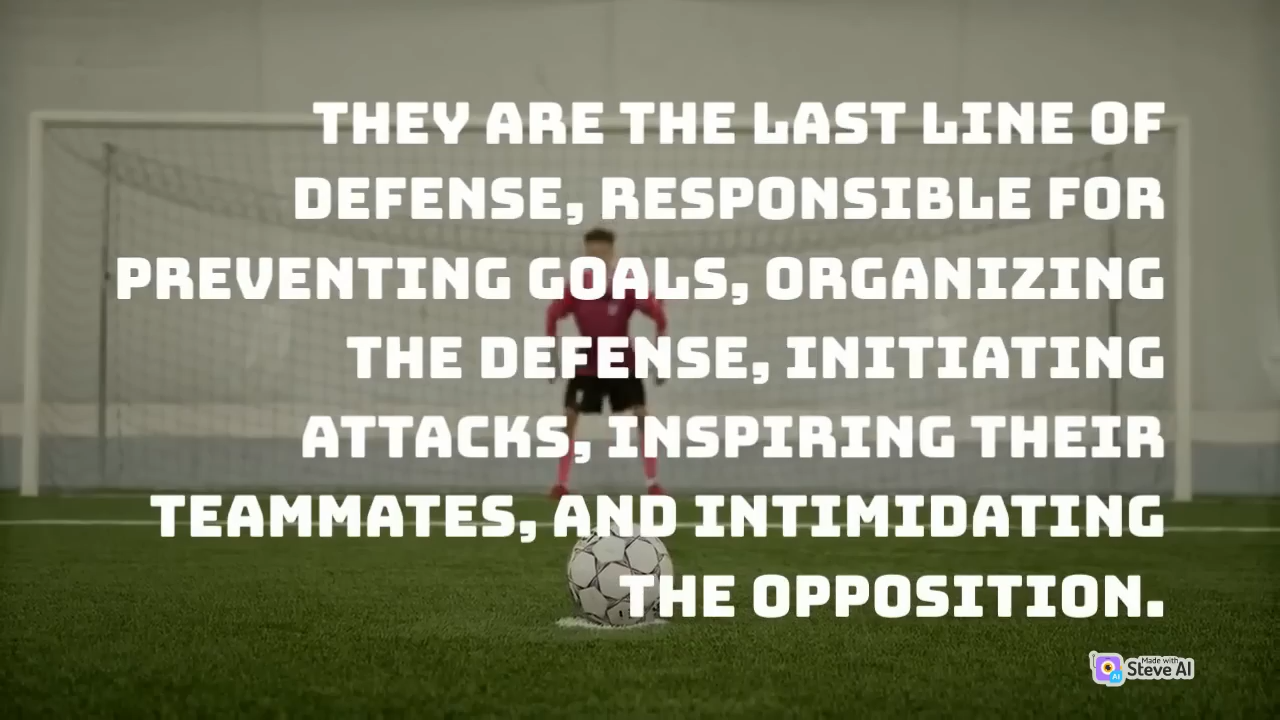 THEY ARE THE LAST LINE OF
DEFENSE, RESPONSIBLE FOR
PREVENTING GOALS, ORGANIZING
THE DEFENSE, INITIATING
ATTACKS, INSPIRING THEIR
TEAMMATES, AND INTIMIDATING
THE OPPOSITION.
Made with
Steve AI
AI